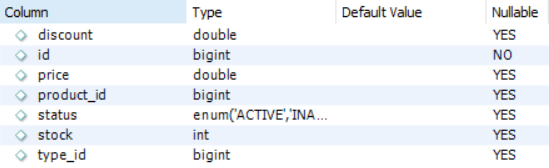 Column Type Default Value Nullable
discount double YES
id bigint NO
price double YES
product_id bigint YES
status enum('ACTIVE','INA... YES
stock int YES
type_id bigint YES